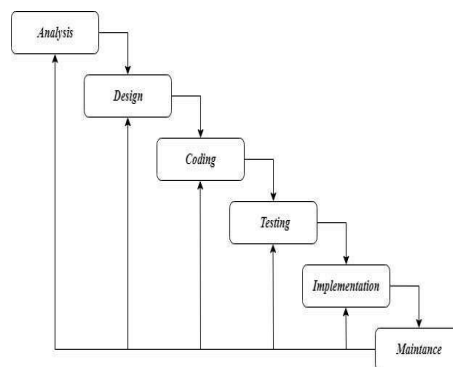 Analysis
Design
Coding
Testing
Implementation
Maintance